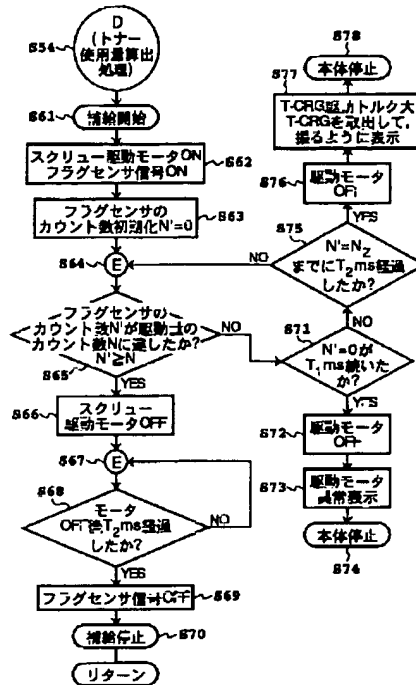 S54
D
(トナー
使用量算出
処理)
S61
補給開始
スクリュー駆動モータON
フラグセンサ信号ON
S62
フラグセンサの
カウント数初期化N'=0
S63
S64
E
フラグセンサの
カウント数N'が駆動量の
カウント数Nに達したか?
N'≧N
S65
NO
YES
S66
スクリュー
駆動モータOFF
S67
E
S68
モータ
OFF後T2ms経過
したか?
NO
YES
フラグセンサ信号OFF
S69
補給停止
S70
リターン
S78
本体停止
S77
T-CRG駆動トルク大
T-CRGを取出して,
振るように表示
S76
駆動モータ
OFF
YES
S75
N'=NZ
までにT2ms経過
したか?
NO
NO
S71
N'=0が
T1ms続いた
か?
YES
S72
駆動モータ
OFF
S73
駆動モータ
異常表示
本体停止
S74